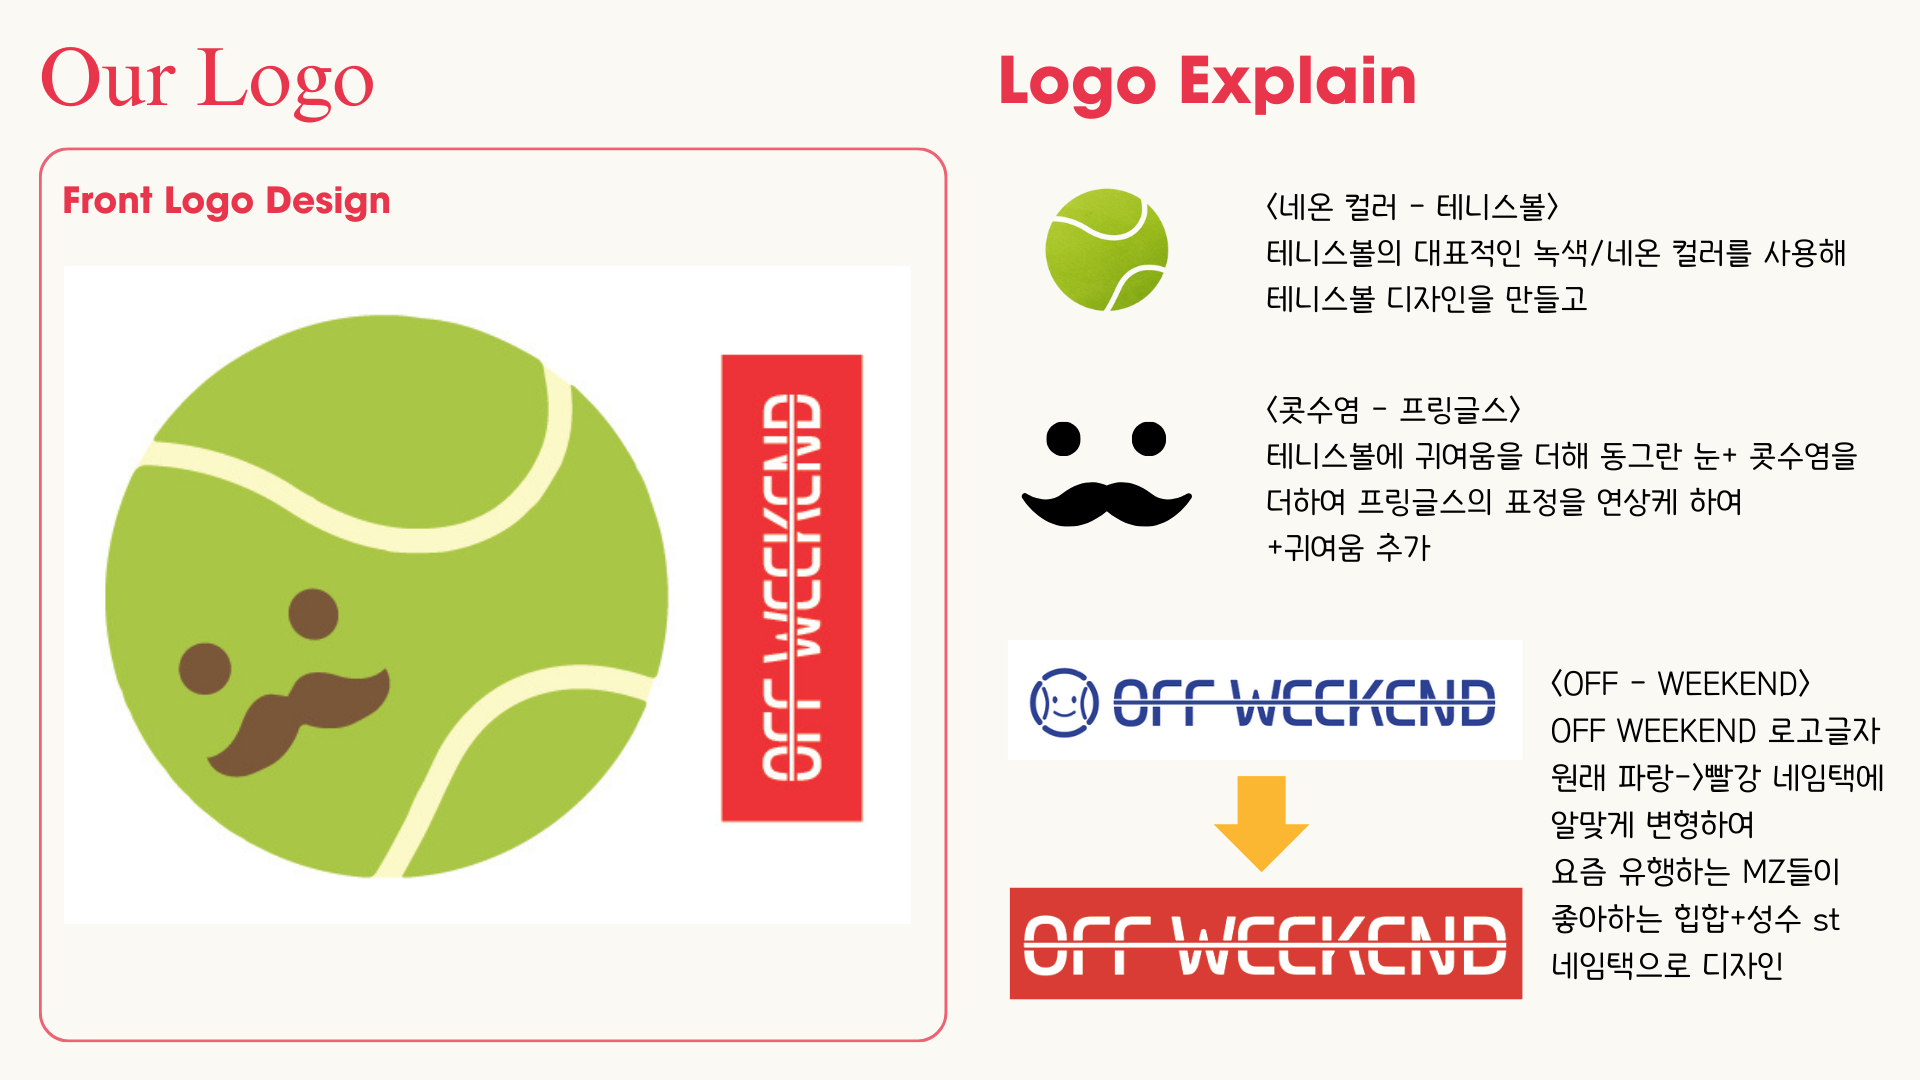 Our Logo
Front Logo Design
OFF WEEKEND
Logo Explain
<네온 컬러 - 테니스볼>
테니스볼의 대표적인 녹색/네온 컬러를 사용해
테니스볼 디자인을 만들고
<콧수염 - 프링글스>
테니스볼에 귀여움을 더해 동그란 눈+ 콧수염을
더하여 프링글스의 표정을 연상케 하여
+귀여움 추가
OFF WEEKEND
OFF WEEKEND
<OFF - WEEKEND>
OFF WEEKEND 로고글자
원래 파랑->빨강 네임택에
알맞게 변형하여
요즘 유행하는 MZ들이
좋아하는 힙합+성수 st
네임택으로 디자인